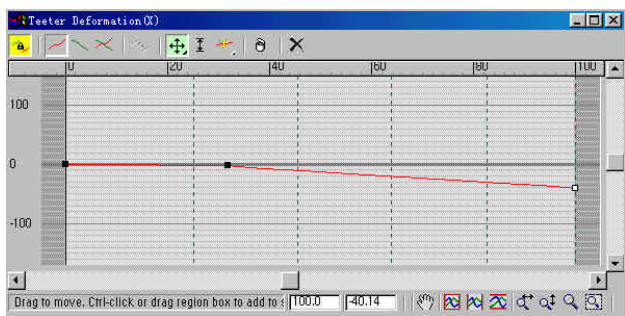 Teeter Deformation(X)
0 20 40 60 80 100
100
0
-100
Drag to move. Ctrl-click or drag region box to add to s 100.0 -40.14